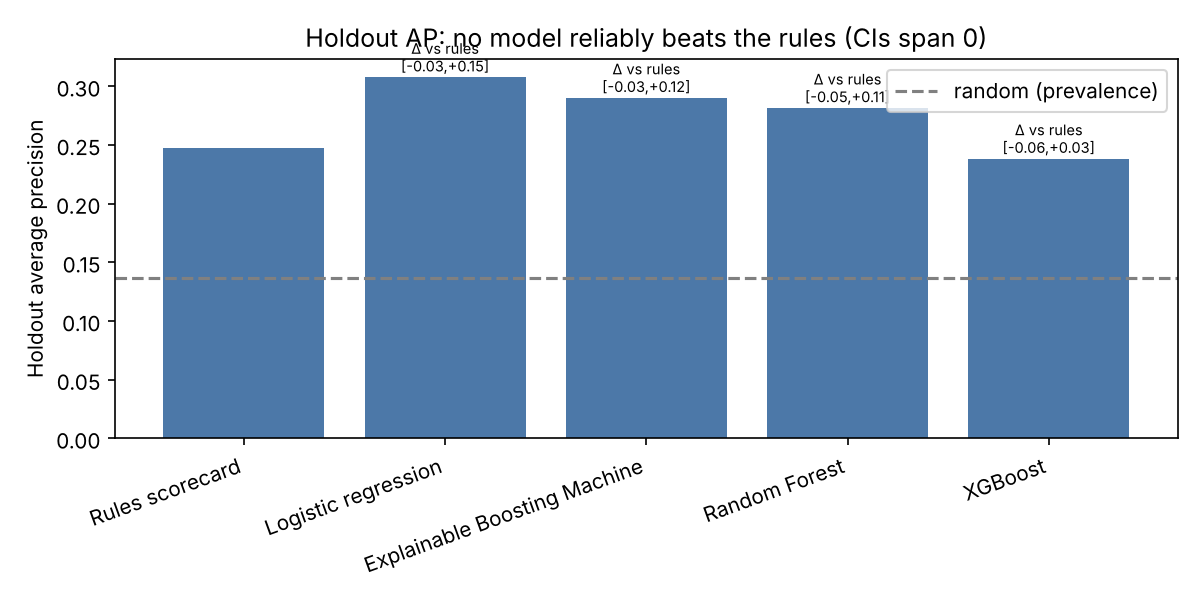 Holdout AP: no model reliably beats the rules (CIs span 0)
Δ vs rules
[-0.03,+0.15]
Δ vs rules
[-0.03,+0.12]
Δ vs rules
[-0.05,+0.11]
Δ vs rules
[-0.06,+0.03]
random (prevalence)
Holdout average precision
0.30
0.25
0.20
0.15
0.10
0.05
0.00
Rules scorecard
Logistic regression
Explainable Boosting Machine
Random Forest
XGBoost